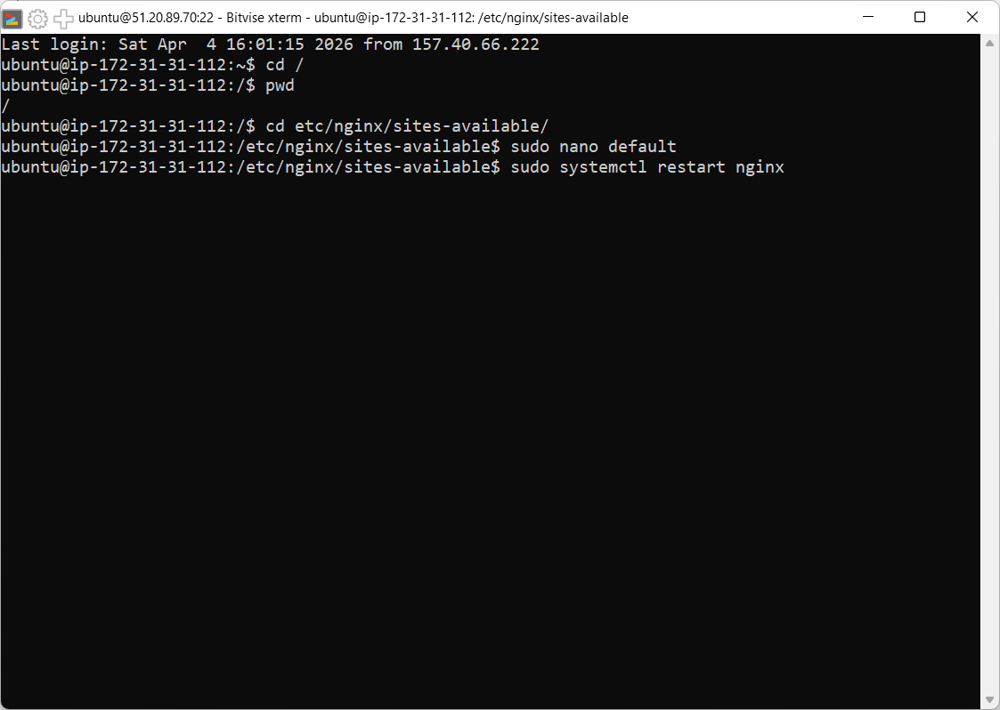 ubuntu@51.20.89.70:22 - Bitvise xterm - ubuntu@ip-172-31-31-112: /etc/nginx/sites-available
Last login: Sat Apr  4 16:01:15 2026 from 157.40.66.222
ubuntu@ip-172-31-31-112:~$ cd /
ubuntu@ip-172-31-31-112:/$ pwd
/
ubuntu@ip-172-31-31-112:/$ cd etc/nginx/sites-available/
ubuntu@ip-172-31-31-112:/etc/nginx/sites-available$ sudo nano default
ubuntu@ip-172-31-31-112:/etc/nginx/sites-available$ sudo systemctl restart nginx